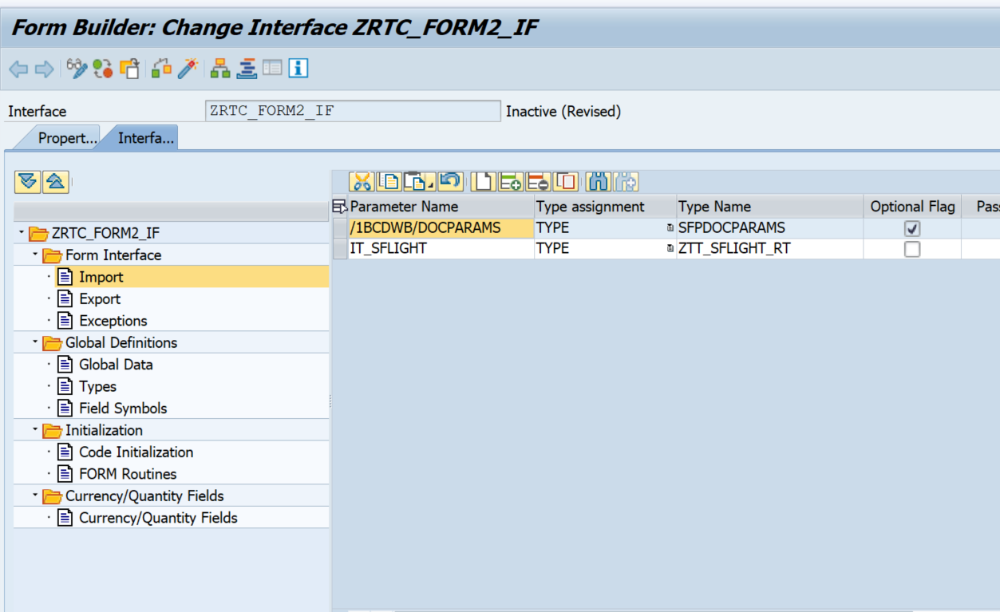 Form Builder: Change Interface ZRTC_FORM2_IF
Interface ZRTC_FORM2_IF Inactive (Revised)
Propert... Interfa...
Parameter Name Type assignment Type Name Optional Flag Pas
/1BCDWB/DOCPARAMS TYPE SFPDOCPARAMS
IT_SFLIGHT TYPE ZTT_SFLIGHT_RT
ZRTC_FORM2_IF
Form Interface
Import
Export
Exceptions
Global Definitions
Global Data
Types
Field Symbols
Initialization
Code Initialization
FORM Routines
Currency/Quantity Fields
Currency/Quantity Fields